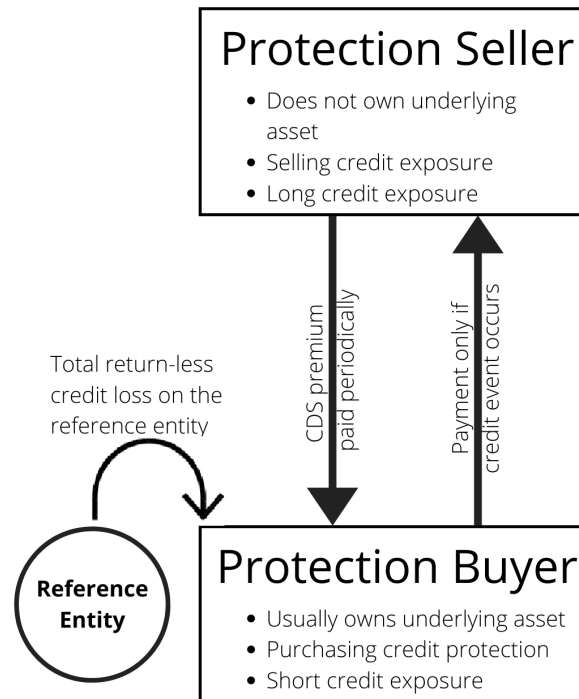 Protection Seller
• Does not own underlying
asset
• Selling credit exposure
• Long credit exposure
CDS premium
paid periodically
Payment only if
credit event occurs
Total return-less
credit loss on the
reference entity
Reference
Entity
Protection Buyer
• Usually owns underlying asset
• Purchasing credit protection
• Short credit exposure